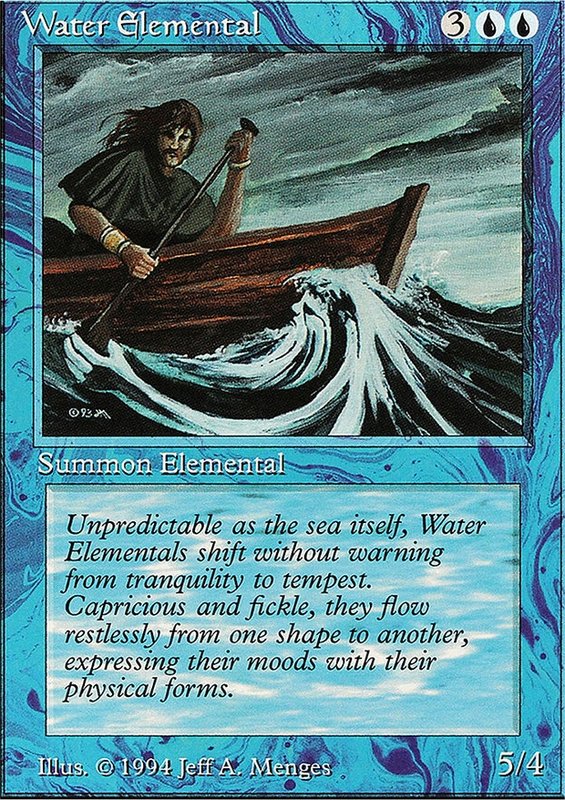 Water Elemental 3
© 93 JAM
Summon Elemental
Unpredictable as the sea itself, Water
Elementals shift without warning
from tranquility to tempest.
Capricious and fickle, they flow
restlessly from one shape to another,
expressing their moods with their
physical forms.
Illus. © 1994 Jeff A. Menges
5/4